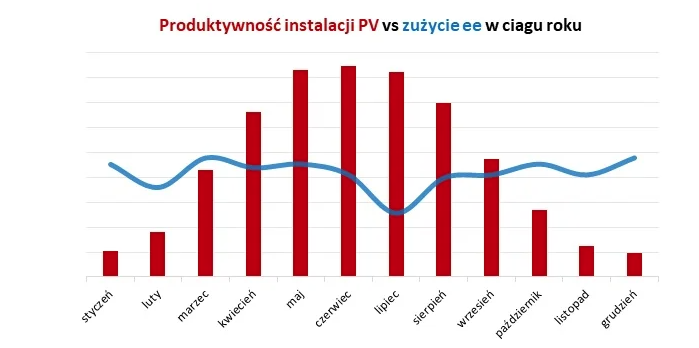 Produktywność instalacji PV vs zużycie ee w ciagu roku
styczeń
luty
marzec
kwiecień
maj
czerwiec
lipiec
sierpień
wrzesień
październik
listopad
grudzień